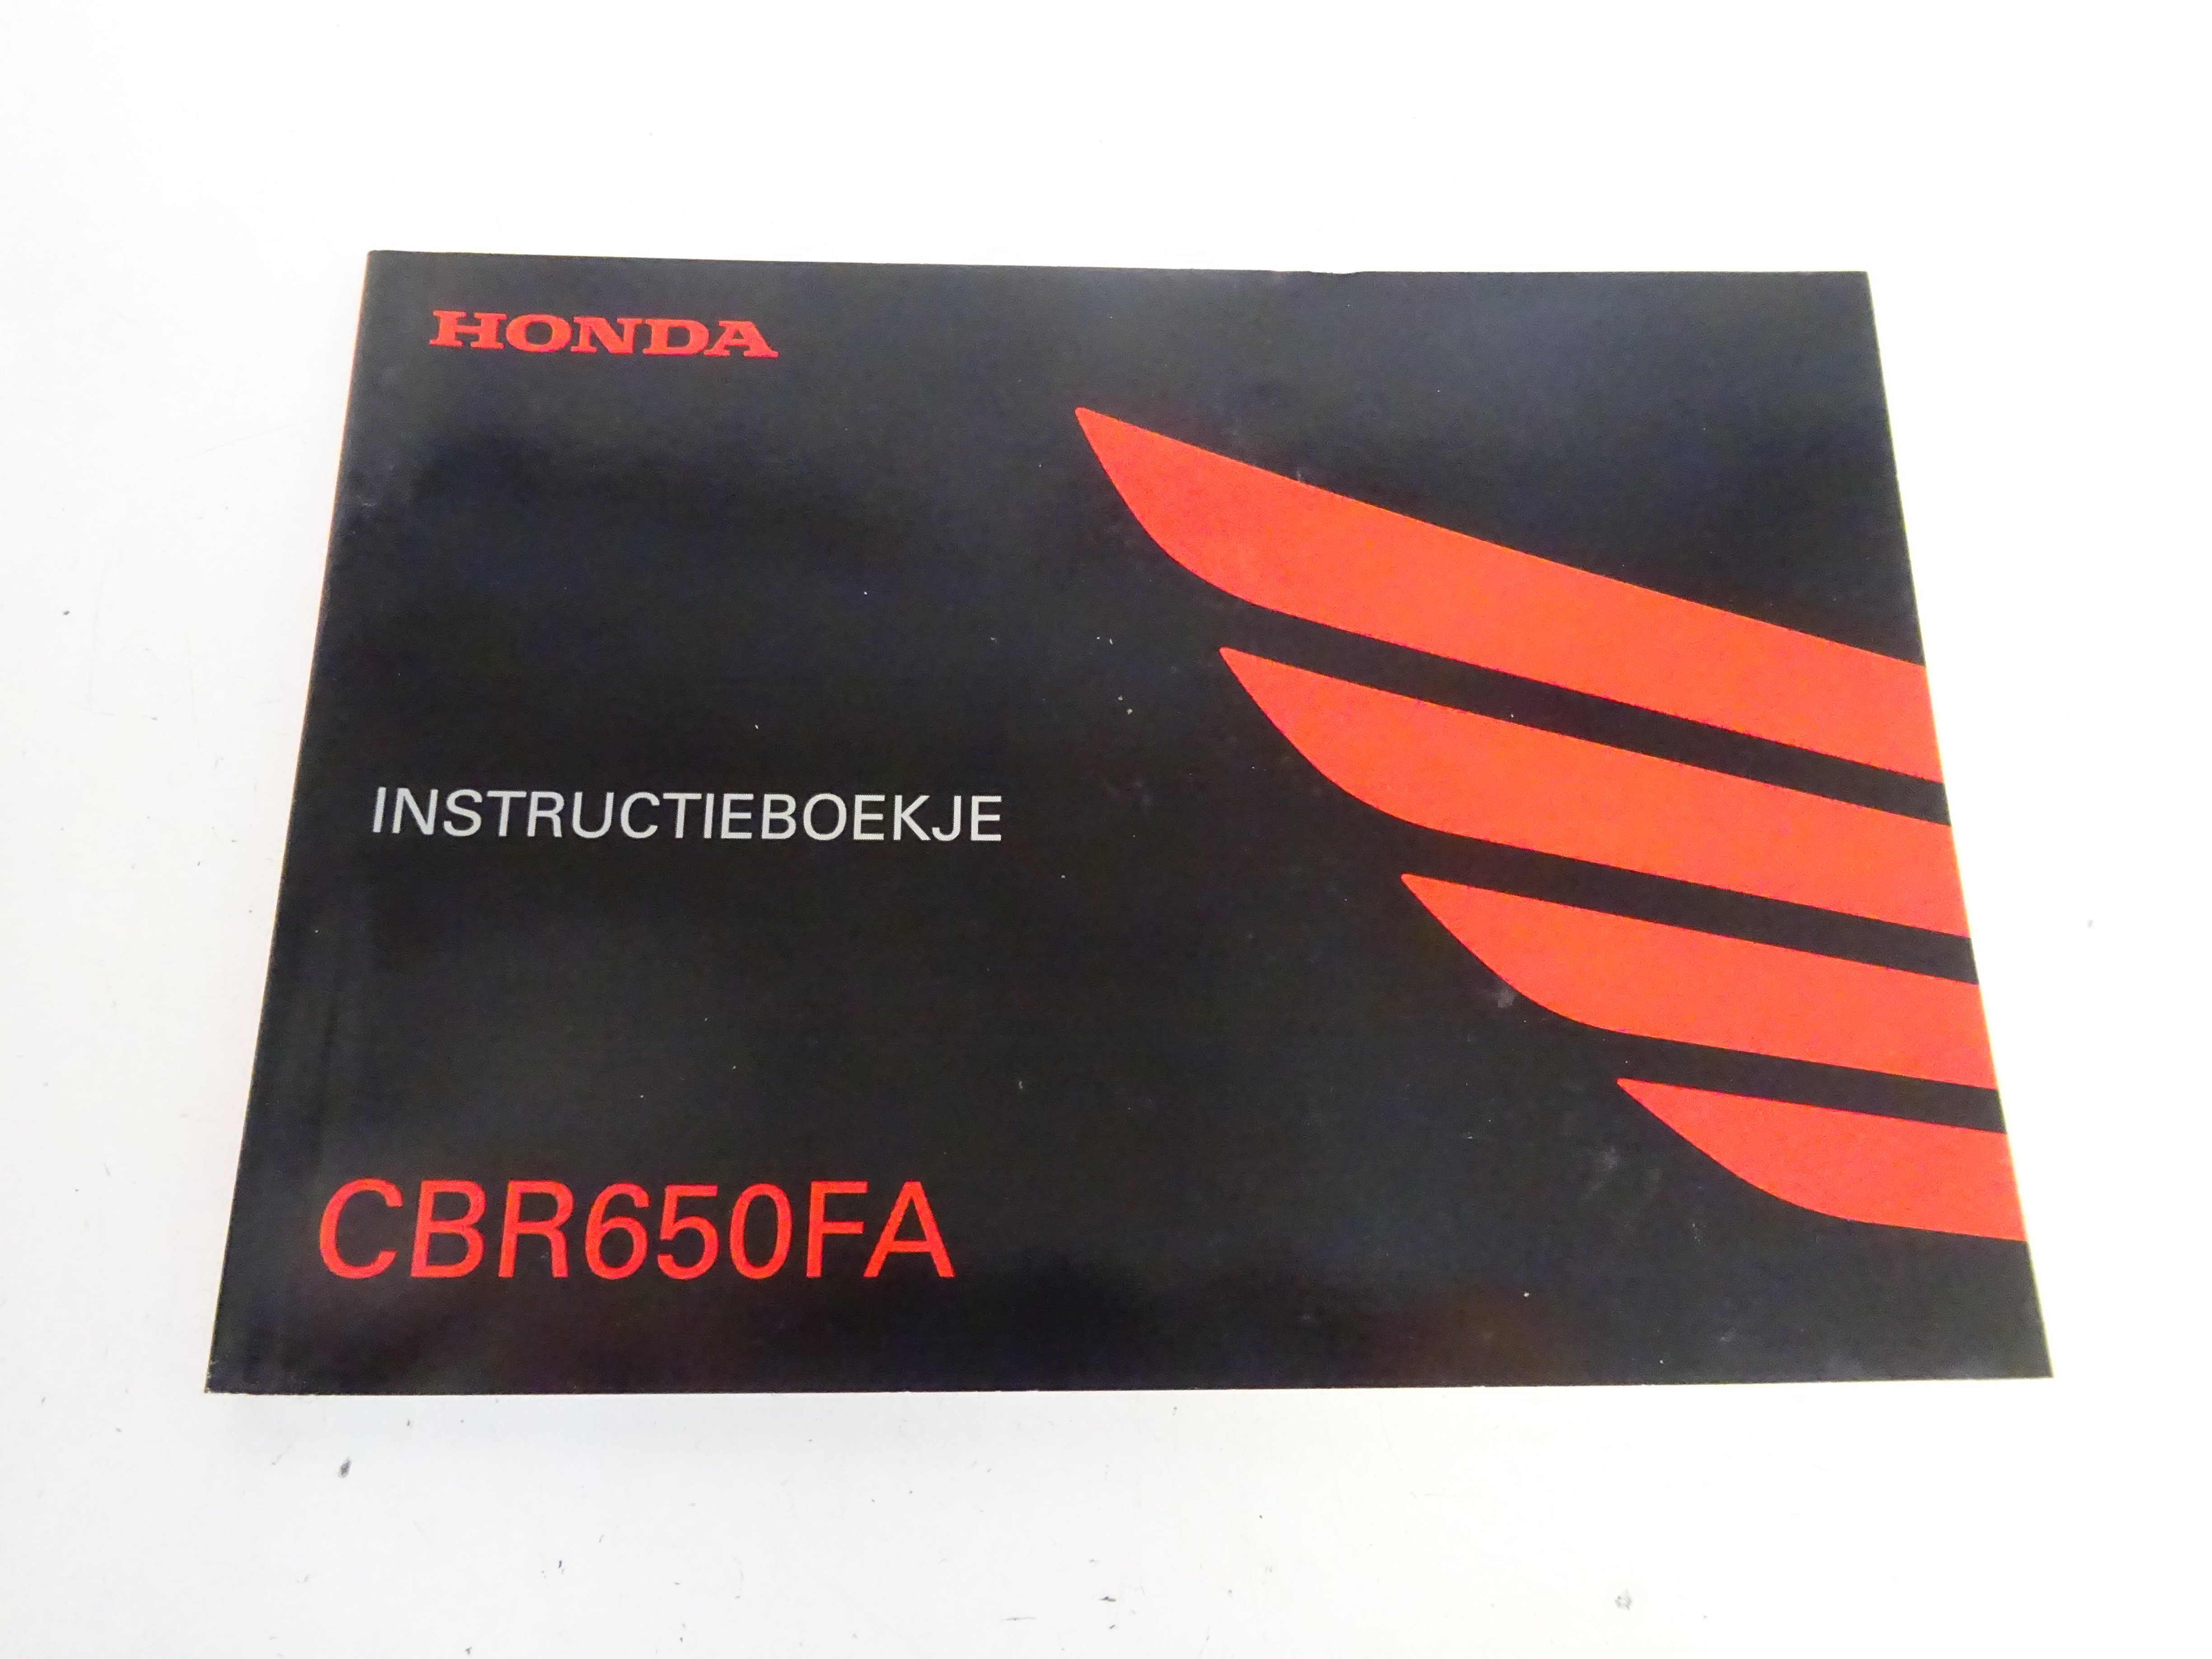 HONDA
INSTRUCTIEBOEKJE
CBR650FA